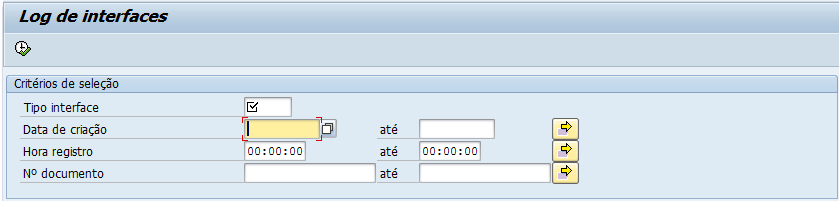 Log de interfaces
Critérios de seleção
Tipo interface
Data de criação até
Hora registro 00:00:00 até 00:00:00
Nº documento até